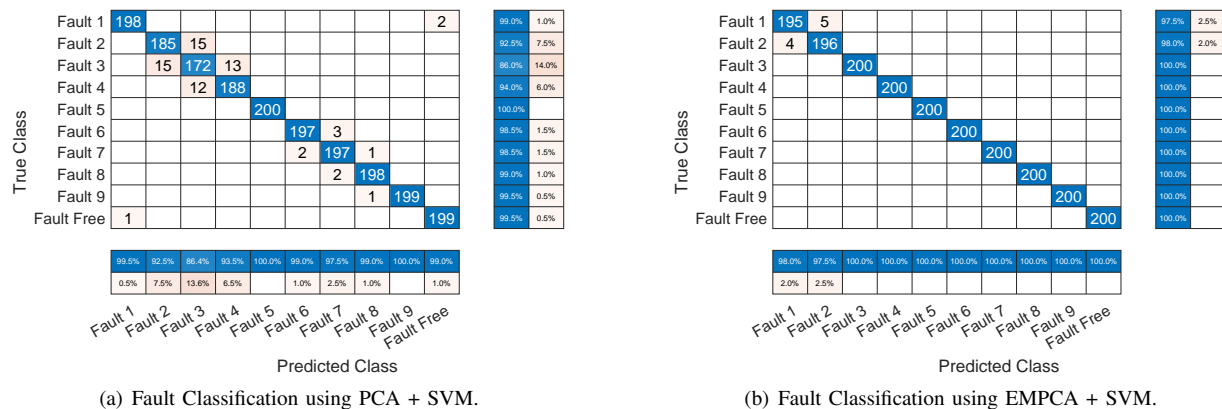 Fault 1 198 2 99.0% 1.0%
Fault 2 185 15 92.5% 7.5%
Fault 3 15 172 13 86.0% 14.0%
Fault 4 12 188 94.0% 6.0%
Fault 5 200 100.0%
Fault 6 197 3 98.5% 1.5%
Fault 7 2 197 1 98.5% 1.5%
Fault 8 2 198 99.0% 1.0%
Fault 9 1 199 99.5% 0.5%
Fault Free 1 199 99.5% 0.5%
True Class
99.5% 92.5% 86.4% 93.5% 100.0% 99.0% 97.5% 99.0% 100.0% 99.0%
0.5% 7.5% 13.6% 6.5% 1.0% 2.5% 1.0% 1.0%
Fault 1 Fault 2 Fault 3 Fault 4 Fault 5 Fault 6 Fault 7 Fault 8 Fault 9 Fault Free
Predicted Class
(a) Fault Classification using PCA + SVM.
Fault 1 195 5 97.5% 2.5%
Fault 2 4 196 98.0% 2.0%
Fault 3 200 100.0%
Fault 4 200 100.0%
Fault 5 200 100.0%
Fault 6 200 100.0%
Fault 7 200 100.0%
Fault 8 200 100.0%
Fault 9 200 100.0%
Fault Free 200 100.0%
True Class
98.0% 97.5% 100.0% 100.0% 100.0% 100.0% 100.0% 100.0% 100.0% 100.0%
2.0% 2.5%
Fault 1 Fault 2 Fault 3 Fault 4 Fault 5 Fault 6 Fault 7 Fault 8 Fault 9 Fault Free
Predicted Class
(b) Fault Classification using EMPCA + SVM.